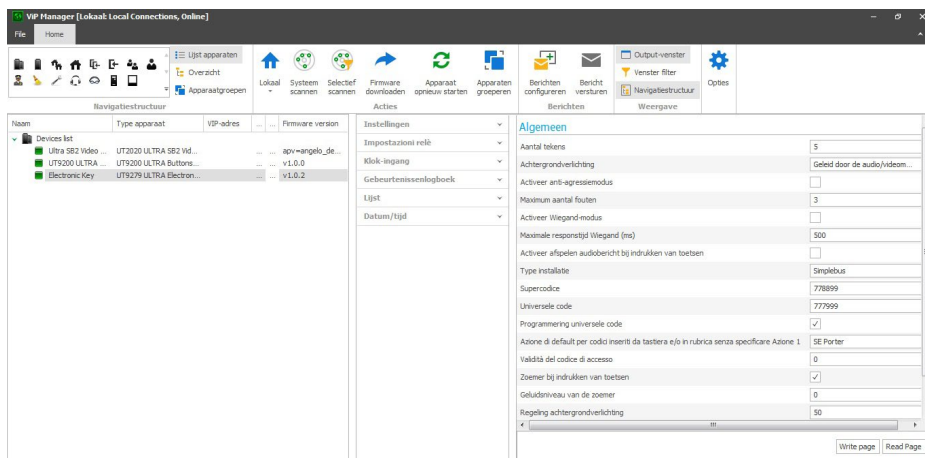 ViP Manager [Lokaal: Local Connections, Online]
File Home
Lijst apparaten
Overzicht
Apparaatgroepen
Navigatiestructuur
Lokaal
Systeem scannen
Selectief scannen
Firmware downloaden
Apparaat opnieuw starten
Apparaten groeperen
Acties
Berichten configureren
Bericht versturen
Berichten
Output-venster
Venster filter
Navigatiestructuur
Weergave
Opties
Naam Type apparaat VIP-adres ... ... Firmware version
Devices list
Ultra SB2 Video ... UT2020 ULTRA SB2 Vid... ... ... apv=angelo_de...
UT9200 ULTRA ... UT9200 ULTRA Buttons... ... ... v1.0.0
Electronic Key UT9279 ULTRA Electron... ... ... v1.0.2
Instellingen
Impostazioni relè
Klok-ingang
Gebeurtenissenlogboek
Lijst
Datum/tijd
Algemeen
Aantal tekens 5
Achtergrondverlichting Geleid door de audio/videom...
Activeer anti-agressiemodus
Maximum aantal fouten 3
Activeer Wiegand-modus
Maximale responstijd Wiegand (ms) 500
Activeer afspelen audiobericht bij indrukken van toetsen
Type installatie Simplebus
Supercodice 778899
Universele code 777999
Programmering universele code
Azione di default per codici inseriti da tastiera e/o in rubrica senza specificare Azione 1 SE Porter
Validità del codice di accesso 0
Zoemer bij indrukken van toetsen
Geluidsniveau van de zoemer 0
Regeling achtergrondverlichting 50
Write page Read Page